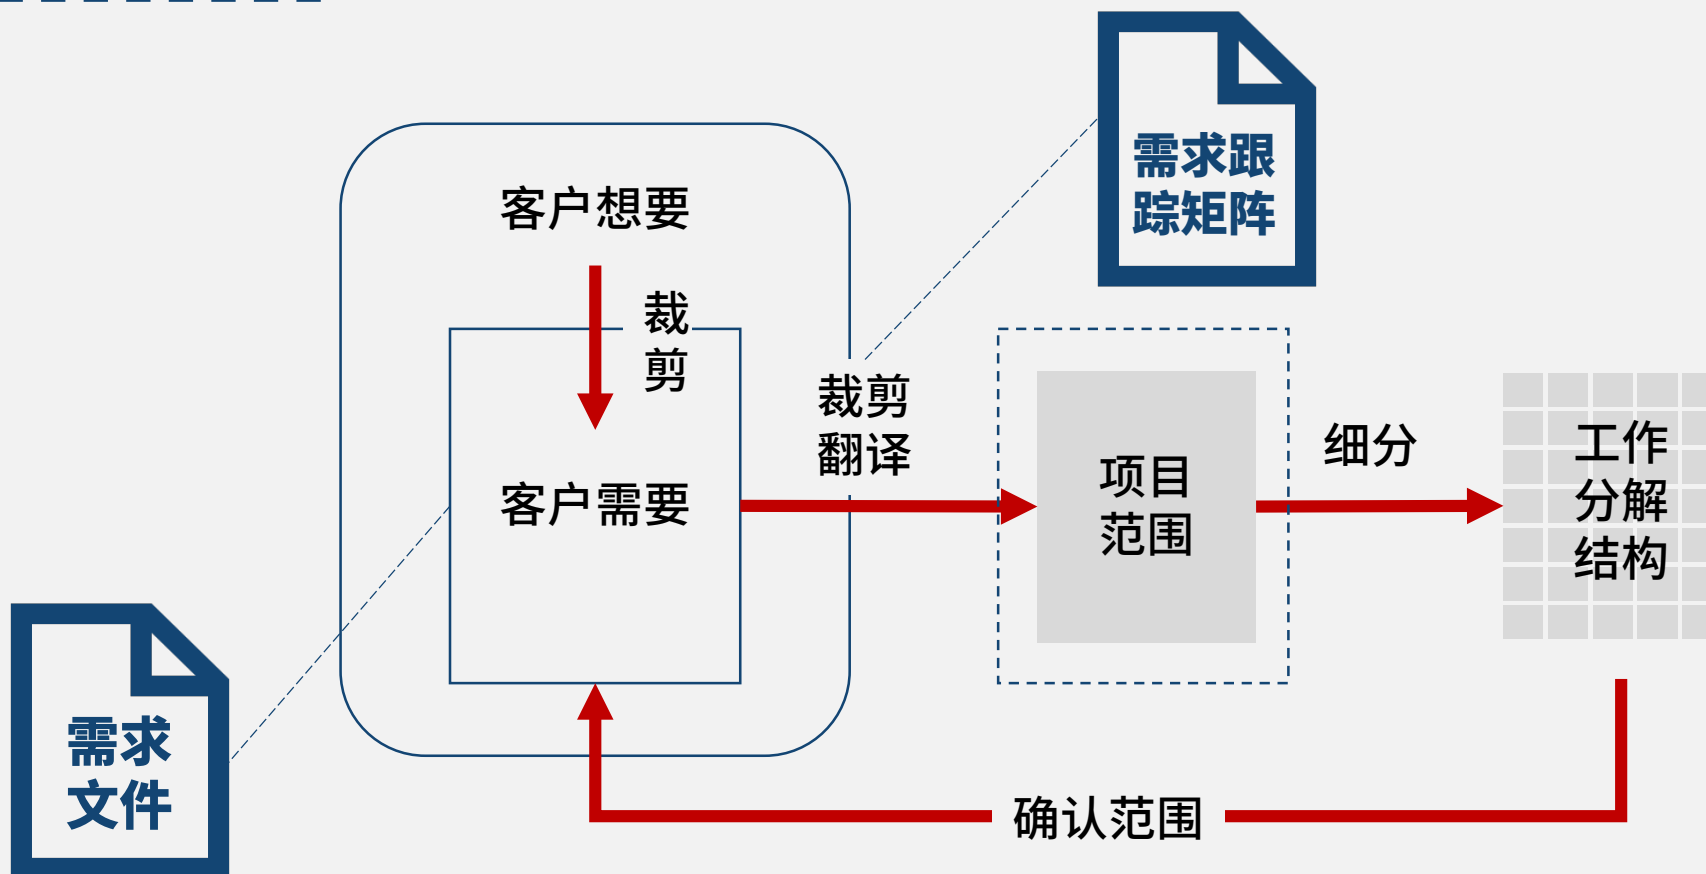 需求跟
踪矩阵
客户想要
裁
剪
裁剪
翻译
客户需要
项目
范围
细分
工作
分解
结构
需求
文件
确认范围